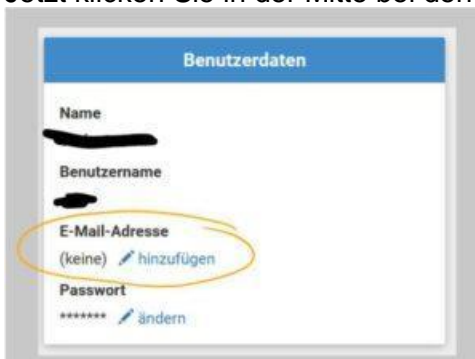 Benutzerdaten
Name
Benutzername
E-Mail-Adresse
(keine) hinzufügen
Passwort
******* ändern